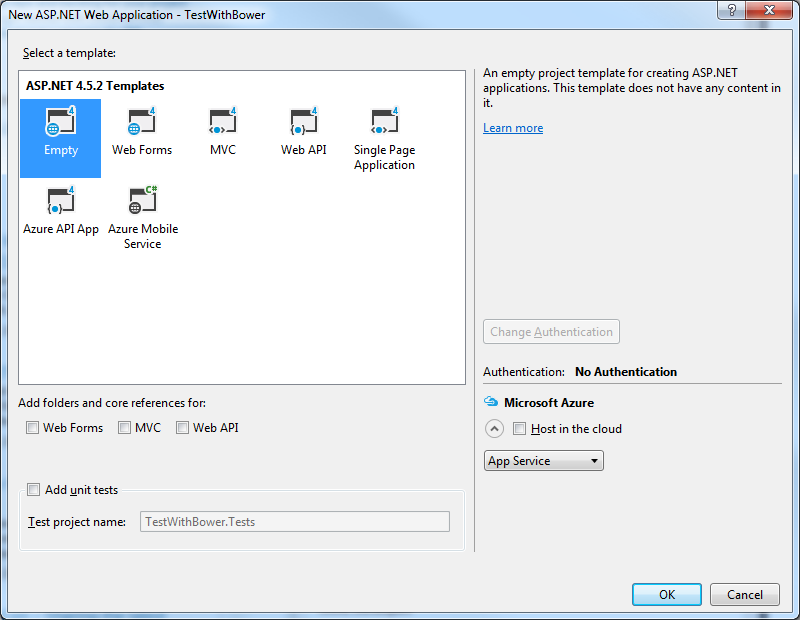 New ASP.NET Web Application - TestWithBower
?
Select a template:
ASP.NET 4.5.2 Templates
4
Empty
4
Web Forms
4
MVC
4
Web API
4
Single Page
Application
4
Azure API App
C#
Azure Mobile
Service
An empty project template for creating ASP.NET
applications. This template does not have any content in
it.
Learn more
Change Authentication
Authentication: No Authentication
Microsoft Azure
Host in the cloud
App Service
Add folders and core references for:
Web Forms MVC Web API
Add unit tests
Test project name: TestWithBower.Tests
OK Cancel